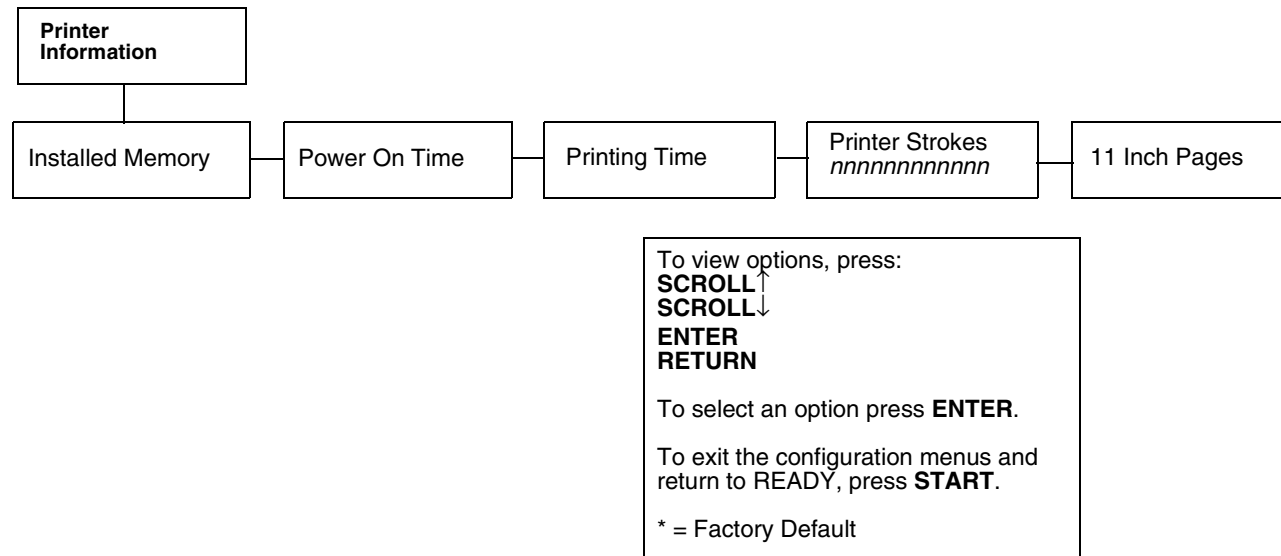 Printer
Information
Installed Memory
Power On Time
Printing Time
Printer Strokes
nnnnnnnnnnnn
11 Inch Pages
To view options, press:
SCROLL↑
SCROLL↓
ENTER
RETURN
To select an option press ENTER.
To exit the configuration menus and
return to READY, press START.
* = Factory Default